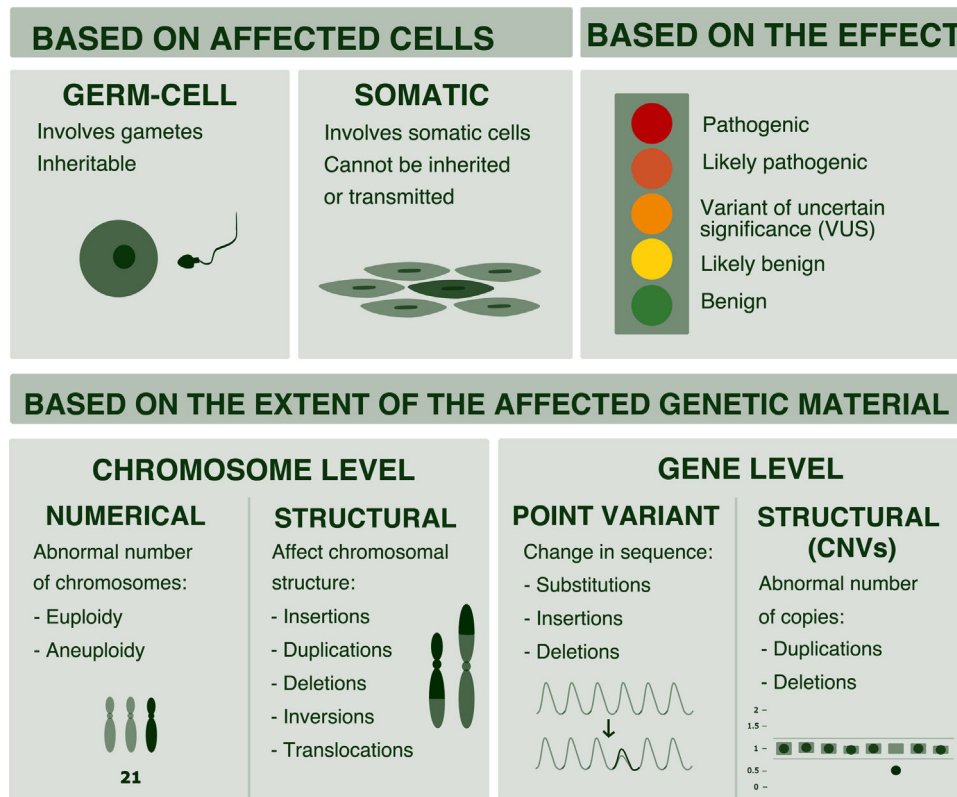 BASED ON AFFECTED CELLS
GERM-CELL
Involves gametes
Inheritable
SOMATIC
Involves somatic cells
Cannot be inherited
or transmitted
BASED ON THE EFFECT
Pathogenic
Likely pathogenic
Variant of uncertain
significance (VUS)
Likely benign
Benign
BASED ON THE EXTENT OF THE AFFECTED GENETIC MATERIAL
CHROMOSOME LEVEL
NUMERICAL
Abnormal number
of chromosomes:
- Euploidy
- Aneuploidy
21
STRUCTURAL
Affect chromosomal
structure:
- Insertions
- Duplications
- Deletions
- Inversions
- Translocations
GENE LEVEL
POINT VARIANT
Change in sequence:
- Substitutions
- Insertions
- Deletions
STRUCTURAL
(CNVs)
Abnormal number
of copies:
- Duplications
- Deletions
2
1.5
1
0.5
0